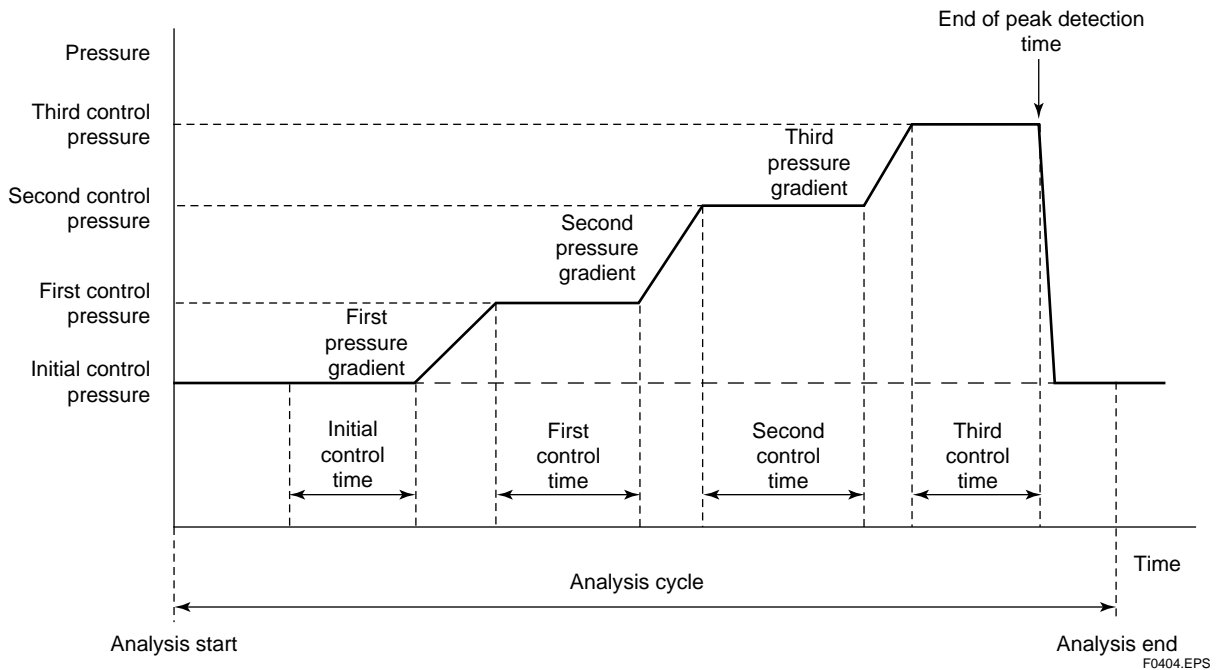 End of peak detection
time
Pressure
Third control
pressure
Third
pressure
gradient
Second control
pressure
Second
pressure
gradient
First control
pressure
First
pressure
gradient
Initial control
pressure
Initial
control
time
First
control
time
Second
control
time
Third
control
time
Time
Analysis cycle
Analysis start
Analysis end
F0404.EPS